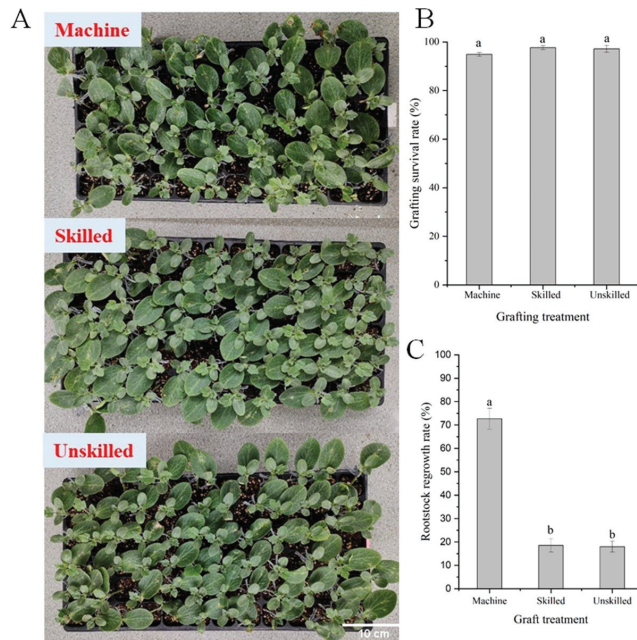 A
Machine
Skilled
Unskilled
10 cm
B
Grafting survival rate (%)
100
80
60
40
20
0
a
a
a
Machine
Skilled
Unskilled
Grafting treatment
C
Rootstock regrowth rate (%)
100
90
80
70
60
50
40
30
20
10
0
a
b
b
Machine
Skilled
Unskilled
Graft treatment